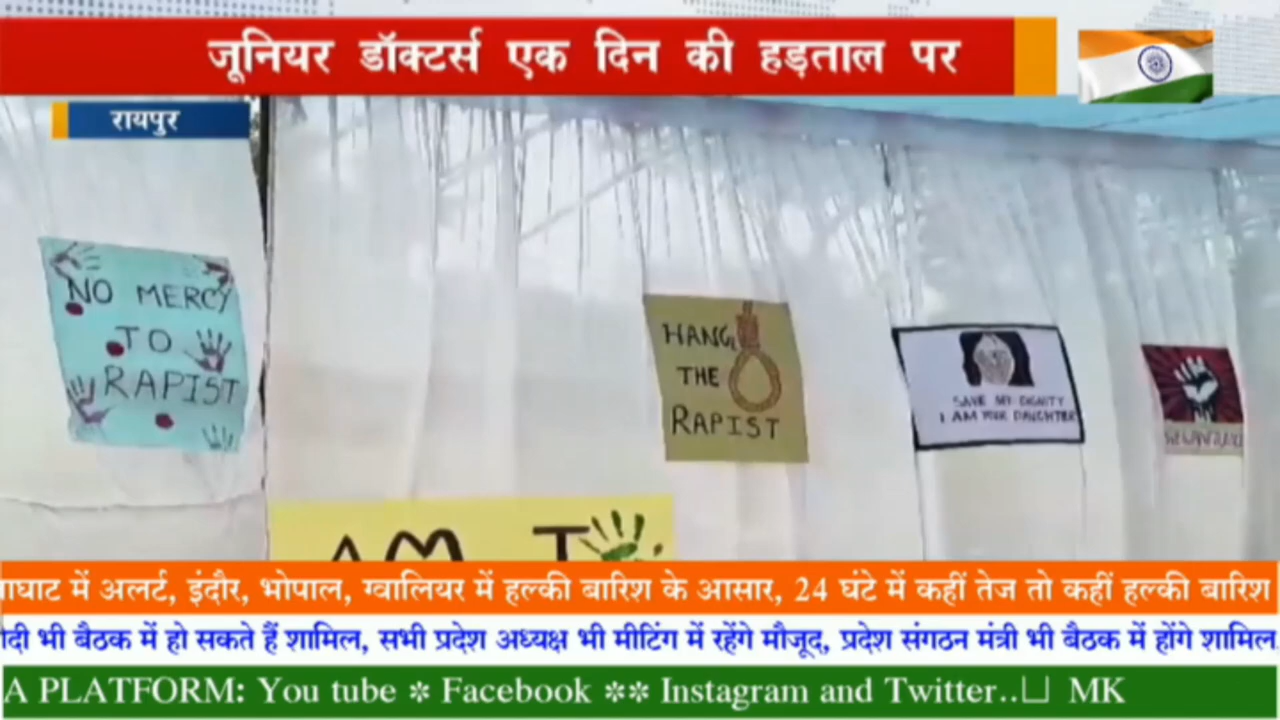 जूनियर डॉक्टर्स एक दिन की हड़ताल पर
रायपुर
NO MERCY
TO
RAPIST
HANG
THE
RAPIST
SAVE MY DIGNITY
I AM YOUR DAUGHTER
AM I
में अलर्ट, इंदौर, भोपाल, ग्वालियर में हल्की बारिश के आसार, 24 घंटे में कहीं तेज तो कहीं हल्की बारिश
भी बैठक में हो सकते हैं शामिल, सभी प्रदेश अध्यक्ष भी मीटिंग में रहेंगे मौजूद, प्रदेश संगठन मंत्री भी बैठक में होंगे शामिल
A PLATFORM: You tube * Facebook ** Instagram and Twitter..□ MK